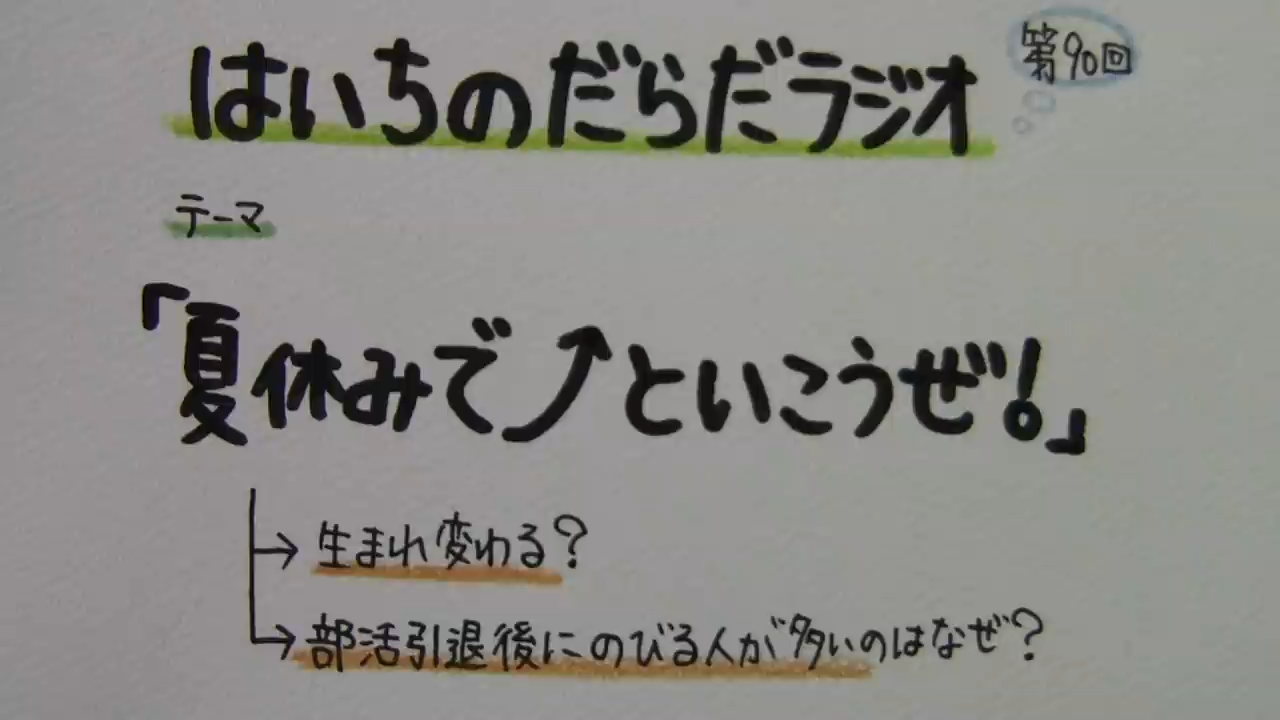 はいちのだらだラジオ
第90回
テーマ
「夏休みで⤴といこうぜ!」
→生まれ変わる?
→部活引退後にのびる人が多いのはなぜ?